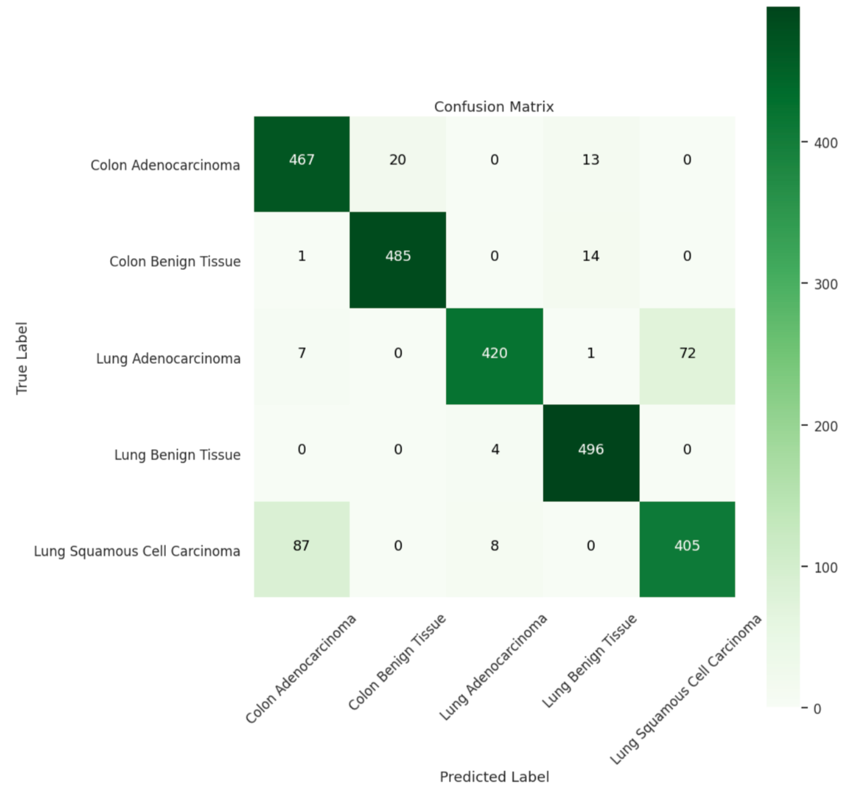 Confusion Matrix
True Label
Colon Adenocarcinoma 467 20 0 13 0
Colon Benign Tissue 1 485 0 14 0
Lung Adenocarcinoma 7 0 420 1 72
Lung Benign Tissue 0 0 4 496 0
Lung Squamous Cell Carcinoma 87 0 8 0 405
Colon Adenocarcinoma
Colon Benign Tissue
Lung Adenocarcinoma
Lung Benign Tissue
Lung Squamous Cell Carcinoma
Predicted Label
400
300
200
100
0